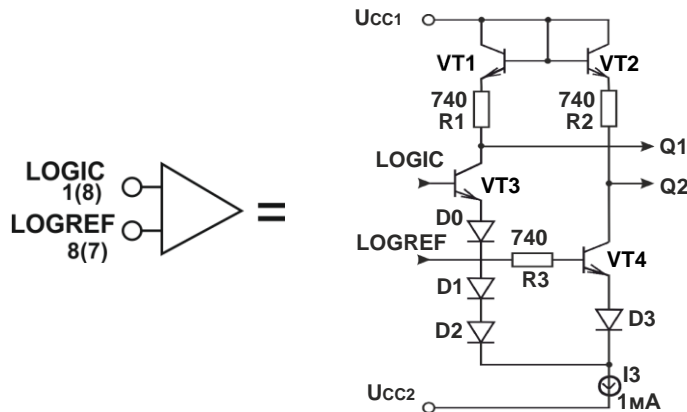 LOGIC
1(8)
LOGREF
8(7)
=
UCC1
VT1
VT2
740
R1
740
R2
Q1
LOGIC
VT3
Q2
D0
LOGREF
740
R3
VT4
D1
D2
D3
I3
1мА
UCC2